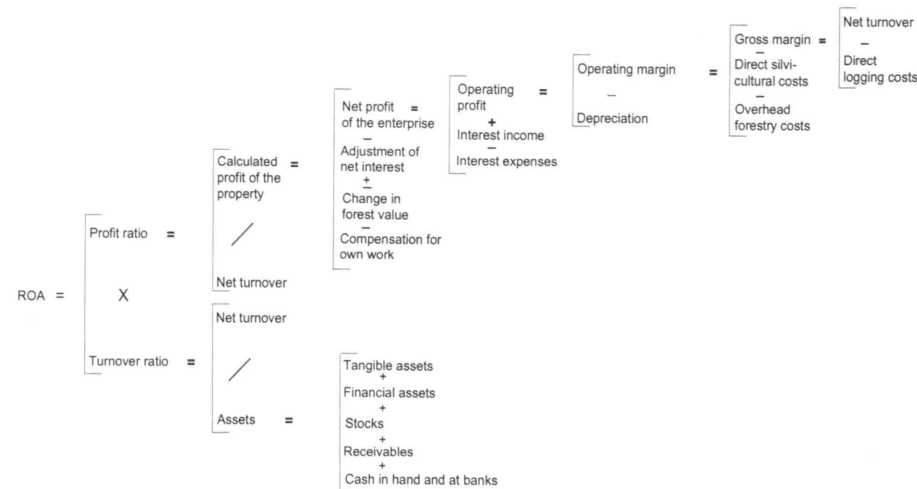 ROA =
Profit ratio =
X
Turnover ratio =
Calculated =
profit of the
property
/
Net turnover
Net turnover
/
Assets =
Net profit =
of the enterprise
−
Adjustment of
net interest
±
Change in
forest value
−
Compensation for
own work
Tangible assets
+
Financial assets
+
Stocks
+
Receivables
+
Cash in hand and at banks
Operating =
profit
+
Interest income
−
Interest expenses
Operating margin =
−
Depreciation
Gross margin =
−
Direct silvi-
cultural costs
−
Overhead
forestry costs
Net turnover
−
Direct
logging costs